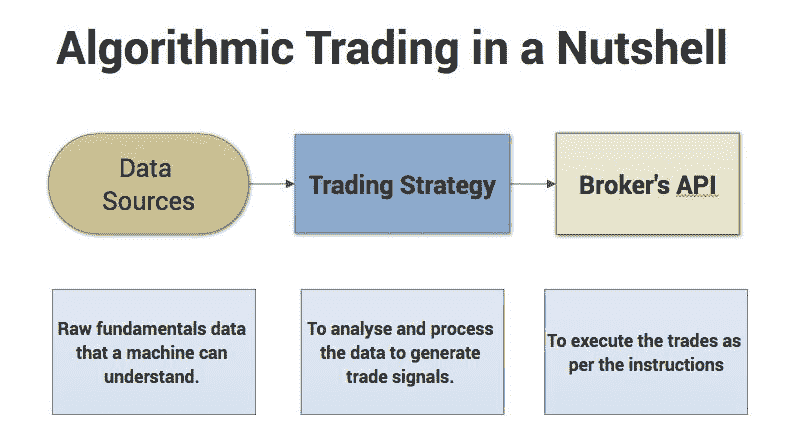 Algorithmic Trading in a Nutshell
Data
Sources
Trading Strategy
Broker's API
Raw fundamentals data
that a machine can
understand.
To analyse and process
the data to generate
trade signals.
To execute the trades as
per the instructions